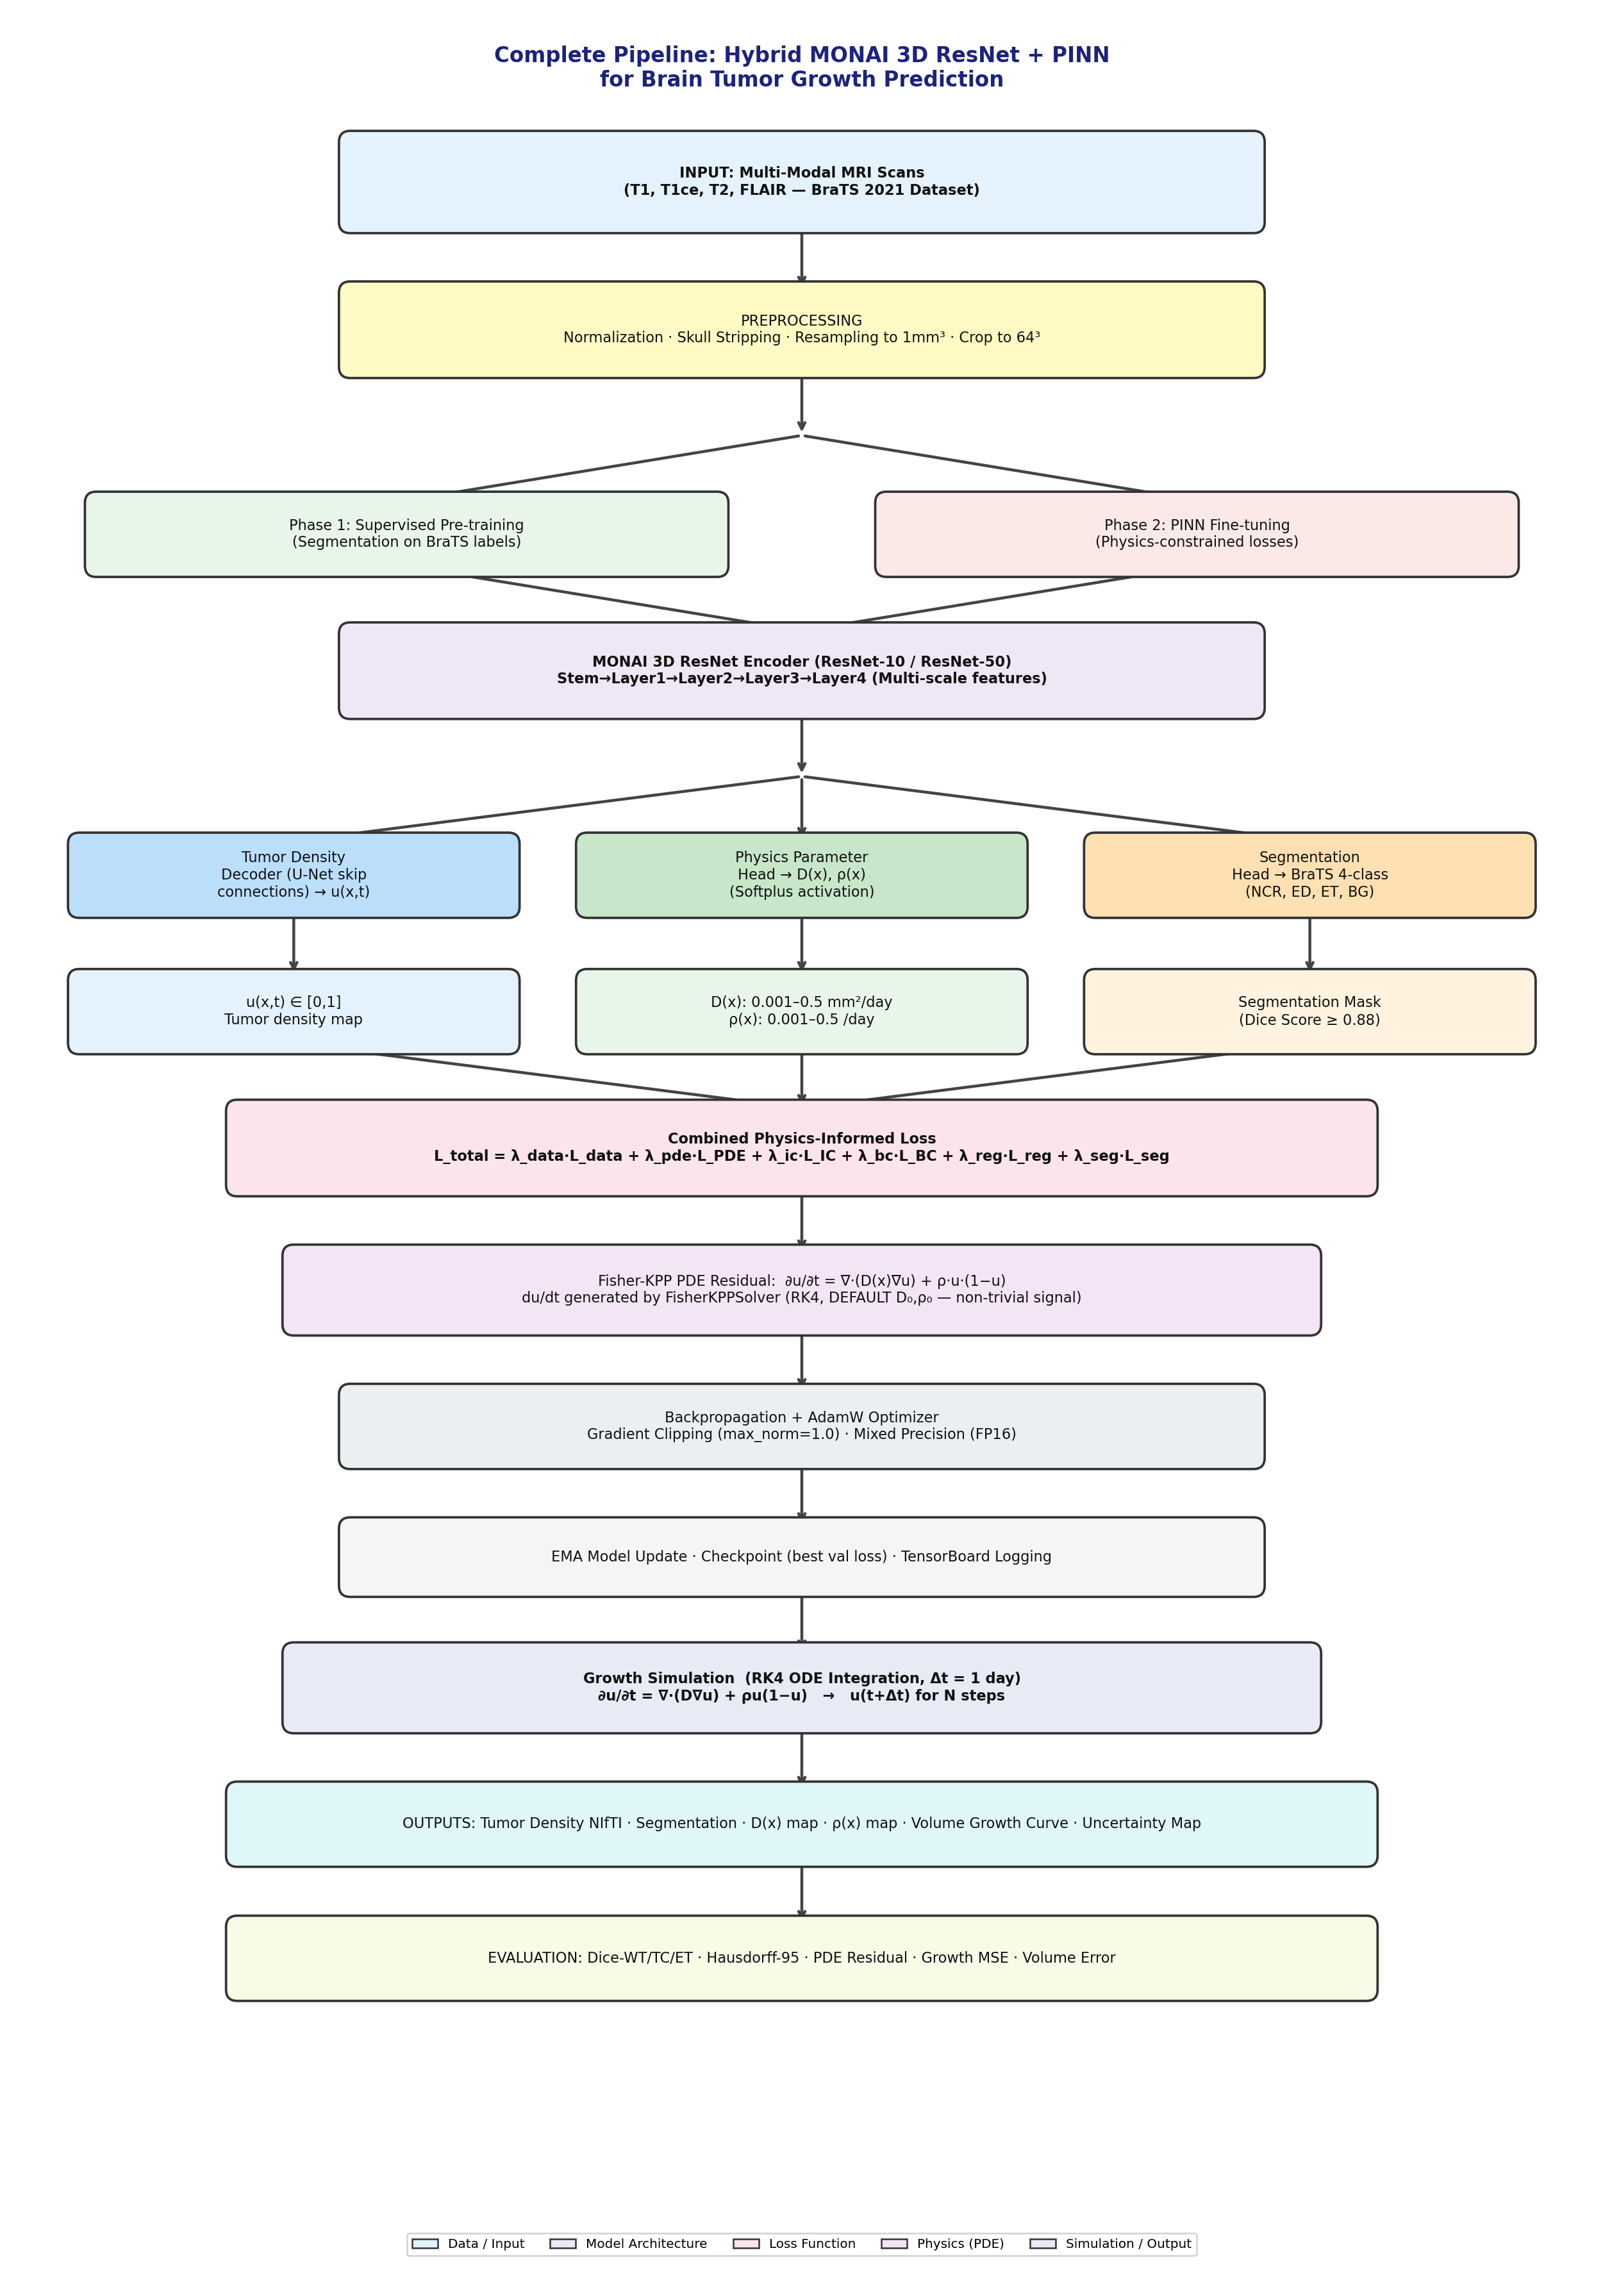 Complete Pipeline: Hybrid MONAI 3D ResNet + PINN
for Brain Tumor Growth Prediction
INPUT: Multi-Modal MRI Scans
(T1, T1ce, T2, FLAIR — BraTS 2021 Dataset)
PREPROCESSING
Normalization · Skull Stripping · Resampling to 1mm³ · Crop to 64³
Phase 1: Supervised Pre-training
(Segmentation on BraTS labels)
Phase 2: PINN Fine-tuning
(Physics-constrained losses)
MONAI 3D ResNet Encoder (ResNet-10 / ResNet-50)
Stem→Layer1→Layer2→Layer3→Layer4 (Multi-scale features)
Tumor Density
Decoder (U-Net skip
connections) → u(x,t)
Physics Parameter
Head → D(x), ρ(x)
(Softplus activation)
Segmentation
Head → BraTS 4-class
(NCR, ED, ET, BG)
u(x,t) ∈ [0,1]
Tumor density map
D(x): 0.001–0.5 mm²/day
ρ(x): 0.001–0.5 /day
Segmentation Mask
(Dice Score ≥ 0.88)
Combined Physics-Informed Loss
L_total = λ_data·L_data + λ_pde·L_PDE + λ_ic·L_IC + λ_bc·L_BC + λ_reg·L_reg + λ_seg·L_seg
Fisher-KPP PDE Residual:  ∂u/∂t = ∇·(D(x)∇u) + ρ·u·(1−u)
du/dt generated by FisherKPPSolver (RK4, DEFAULT D₀,ρ₀ — non-trivial signal)
Backpropagation + AdamW Optimizer
Gradient Clipping (max_norm=1.0) · Mixed Precision (FP16)
EMA Model Update · Checkpoint (best val loss) · TensorBoard Logging
Growth Simulation  (RK4 ODE Integration, Δt = 1 day)
∂u/∂t = ∇·(D∇u) + ρu(1−u)   →   u(t+Δt) for N steps
OUTPUTS: Tumor Density NIfTI · Segmentation · D(x) map · ρ(x) map · Volume Growth Curve · Uncertainty Map
EVALUATION: Dice-WT/TC/ET · Hausdorff-95 · PDE Residual · Growth MSE · Volume Error
Data / Input
Model Architecture
Loss Function
Physics (PDE)
Simulation / Output